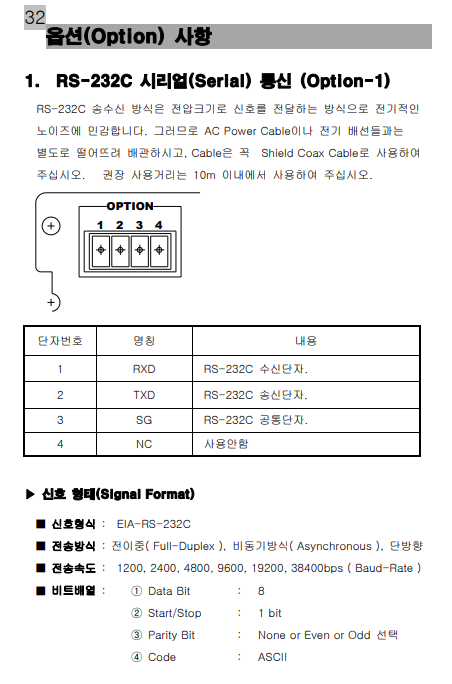 32
옵션(Option) 사항
1. RS-232C 시리얼(Serial) 통신 (Option-1)
RS-232C 송수신 방식은 전압크기로 신호를 전달하는 방식으로 전기적인
노이즈에 민감합니다. 그러므로 AC Power Cable이나 전기 배선들과는
별도로 떨어뜨려 배관하시고, Cable은 꼭 Shield Coax Cable로 사용하여
주십시오. 권장 사용거리는 10m 이내에서 사용하여 주십시오.
OPTION
1 2 3 4
단자번호 명칭 내용
1 RXD RS-232C 수신단자.
2 TXD RS-232C 송신단자.
3 SG RS-232C 공통단자.
4 NC 사용안함
▶ 신호 형태(Signal Format)
■ 신호형식 : EIA-RS-232C
■ 전송방식 : 전이중( Full-Duplex ), 비동기방식( Asynchronous ), 단방향
■ 전송속도 : 1200, 2400, 4800, 9600, 19200, 38400bps ( Baud-Rate )
■ 비트배열 : ① Data Bit : 8
② Start/Stop : 1 bit
③ Parity Bit : None or Even or Odd 선택
④ Code : ASCII